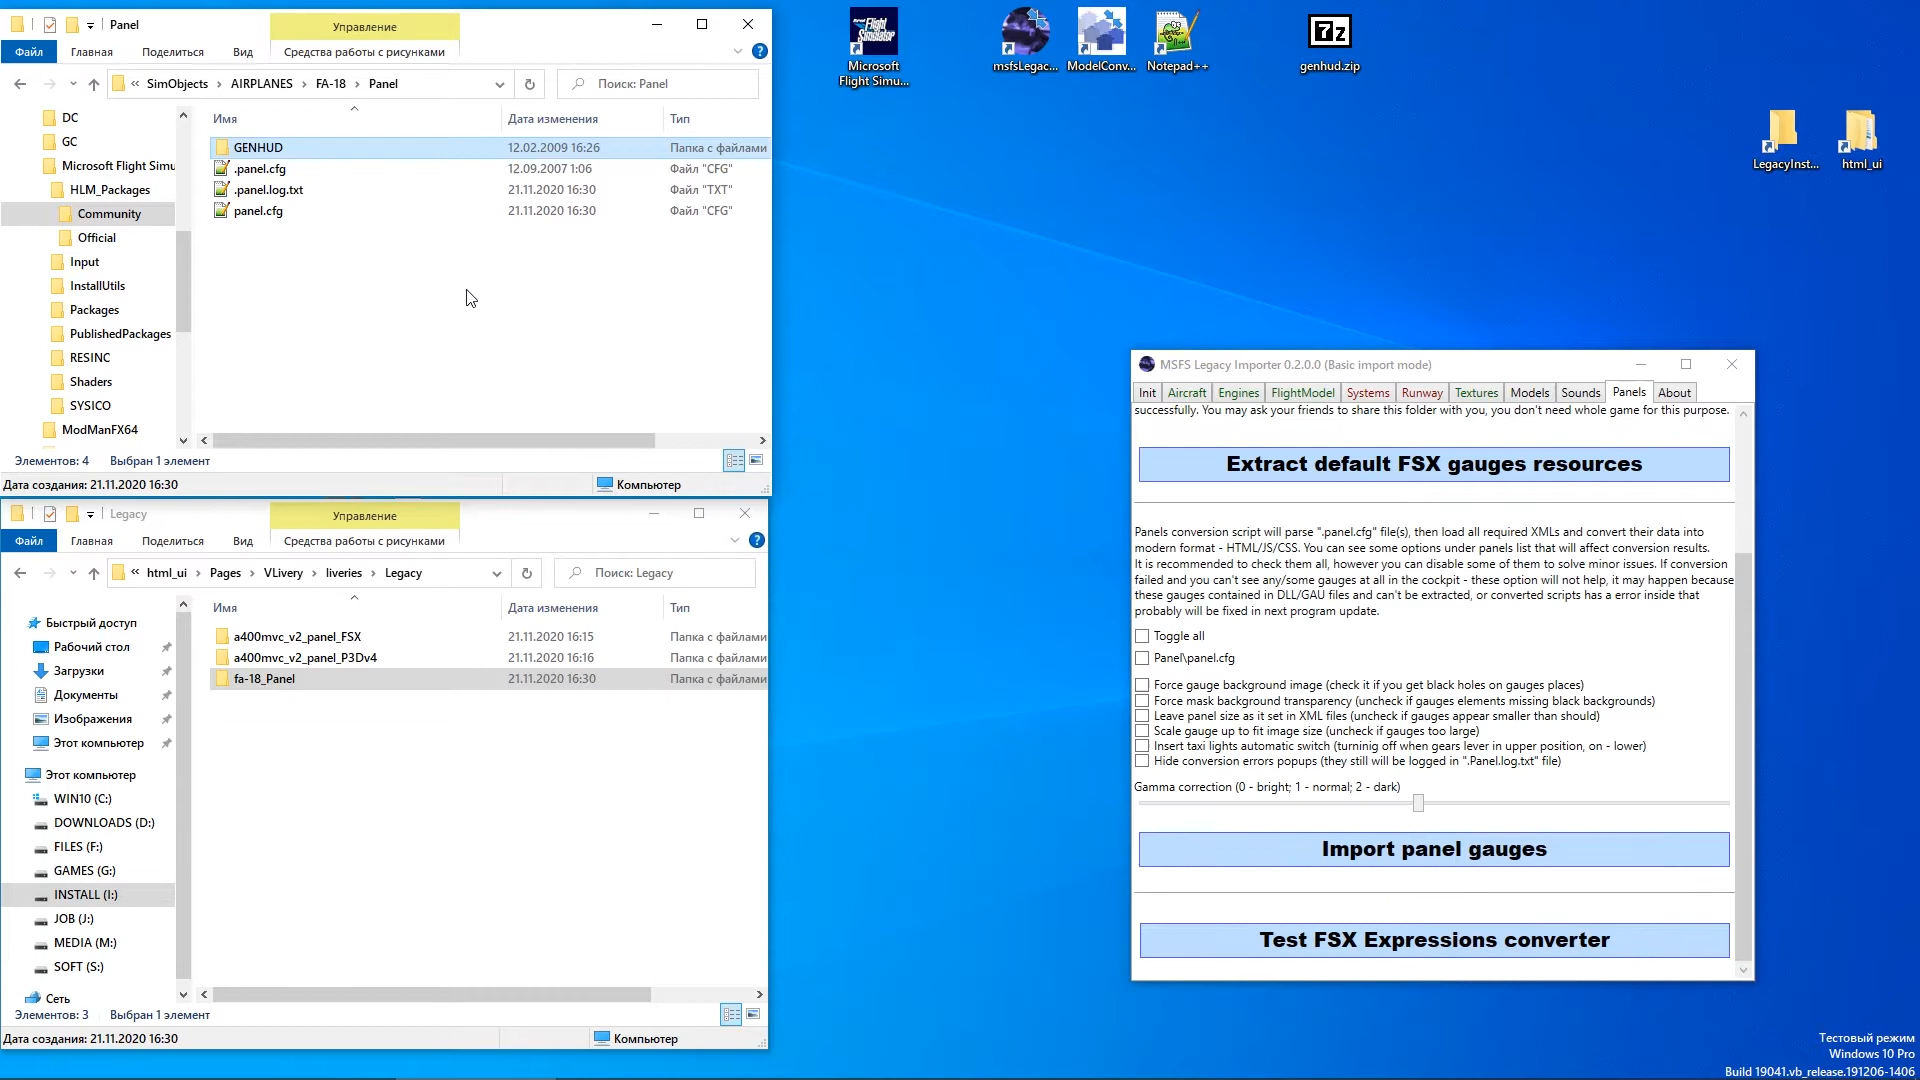 Panel
Управление
Файл
Главная
Поделиться
Вид
Средства работы с рисунками
« SimObjects › AIRPLANES › FA-18 › Panel
Поиск: Panel
DC
GC
Microsoft Flight Simu
HLM_Packages
Community
Official
Input
InstallUtils
Packages
PublishedPackages
RESINC
Shaders
SYSICO
ModManFX64
Имя Дата изменения Тип
GENHUD 12.02.2009 16:26 Папка с файлами
.panel.cfg 12.09.2007 1:06 Файл "CFG"
.panel.log.txt 21.11.2020 16:30 Файл "TXT"
panel.cfg 21.11.2020 16:30 Файл "CFG"
Элементов: 4 Выбран 1 элемент
Дата создания: 21.11.2020 16:30
Компьютер
Legacy
Управление
Файл
Главная
Поделиться
Вид
Средства работы с рисунками
« html_ui › Pages › VLivery › liveries › Legacy
Поиск: Legacy
Быстрый доступ
Рабочий стол
Загрузки
Документы
Изображения
Этот компьютер
Этот компьютер
WIN10 (C:)
DOWNLOADS (D:)
FILES (F:)
GAMES (G:)
INSTALL (I:)
JOB (J:)
MEDIA (M:)
SOFT (S:)
Сеть
Имя Дата изменения Тип
a400mvc_v2_panel_FSX 21.11.2020 16:15 Папка с файлами
a400mvc_v2_panel_P3Dv4 21.11.2020 16:16 Папка с файлами
fa-18_Panel 21.11.2020 16:30 Папка с файлами
Элементов: 3 Выбран 1 элемент
Дата создания: 21.11.2020 16:30
Компьютер
Flight
Simulator
Microsoft
Flight Simu...
msfsLegac...
ModelConv...
Notepad++
7z
genhud.zip
LegacyInst...
html_ui
MSFS Legacy Importer 0.2.0.0 (Basic import mode)
Init Aircraft Engines FlightModel Systems Runway Textures Models Sounds Panels About
successfully. You may ask your friends to share this folder with you, you don't need whole game for this purpose.
Extract default FSX gauges resources
Panels conversion script will parse ".panel.cfg" file(s), then load all required XMLs and convert their data into
modern format - HTML/JS/CSS. You can see some options under panels list that will affect conversion results.
It is recommended to check them all, however you can disable some of them to solve minor issues. If conversion
failed and you can't see any/some gauges at all in the cockpit - these option will not help, it may happen because
these gauges contained in DLL/GAU files and can't be extracted, or converted scripts has a error inside that
probably will be fixed in next program update.
Toggle all
Panel\panel.cfg
Force gauge background image (check it if you get black holes on gauges places)
Force mask background transparency (uncheck if gauges elements missing black backgrounds)
Leave panel size as it set in XML files (uncheck if gauges appear smaller than should)
Scale gauge up to fit image size (uncheck if gauges too large)
Insert taxi lights automatic switch (turninig off when gears lever in upper position, on - lower)
Hide conversion errors popups (they still will be logged in ".Panel.log.txt" file)
Gamma correction (0 - bright; 1 - normal; 2 - dark)
Import panel gauges
Test FSX Expressions converter
Тестовый режим
Windows 10 Pro
Build 19041.vb_release.191206-1406